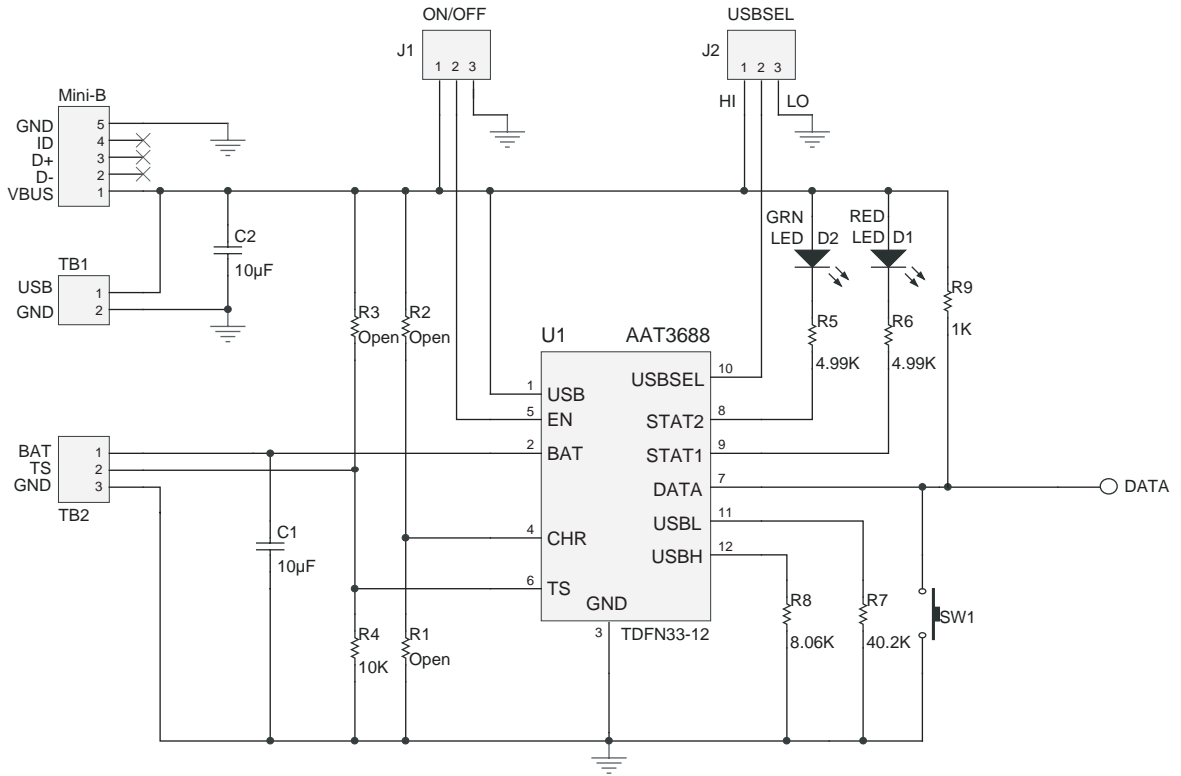 ON/OFF
J1
1 2 3
USBSEL
J2
1 2 3
HI
LO
Mini-B
GND 5
ID 4
D+ 3
D- 2
VBUS 1
C2
10µF
TB1
USB 1
GND 2
R3
Open
R2
Open
GRN
LED
D2
RED
LED
D1
R5
4.99K
R6
4.99K
R9
1K
U1
AAT3688
1 USB
5 EN
2 BAT
4 CHR
6 TS
GND
3
TDFN33-12
USBSEL 10
STAT2 8
STAT1 9
DATA 7
USBL 11
USBH 12
DATA
BAT 1
TS 2
GND 3
TB2
C1
10µF
R4
10K
R1
Open
R8
8.06K
R7
40.2K
SW1